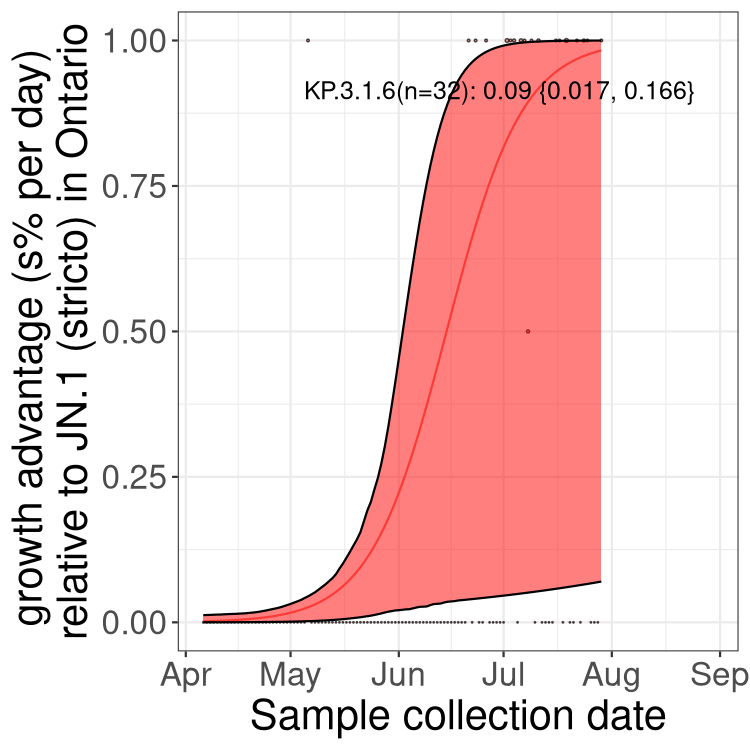 growth advantage (s% per day)
relative to JN.1 (stricto) in Ontario
1.00
0.75
0.50
0.25
0.00
KP.3.1.6(n=32): 0.09 {0.017, 0.166}
Apr May Jun Jul Aug Sep
Sample collection date